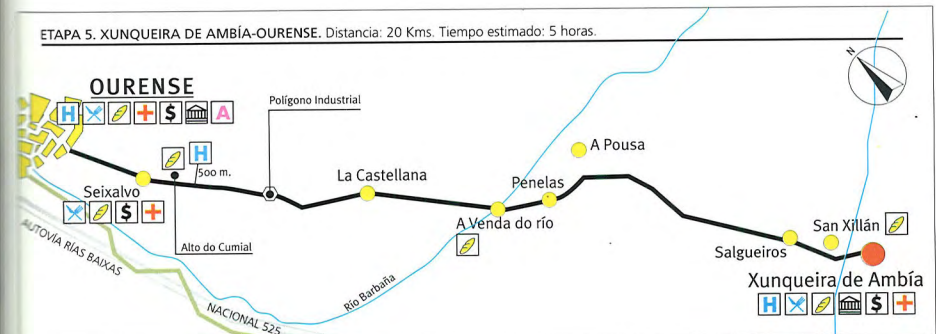 ETAPA 5. XUNQUEIRA DE AMBÍA-OURENSE. Distancia: 20 Kms. Tiempo estimado: 5 horas.
N
OURENSE
H $ A
Polígono Industrial
H
500 m.
A Pousa
La Castellana
Penelas
Seixalvo
$
A Venda do río
San Xillán
Alto do Cumial
Salgueiros
AUTOVÍA RÍAS BAIXAS
Río Barbaña
Xunqueira de Ambía
H $
NACIONAL 525